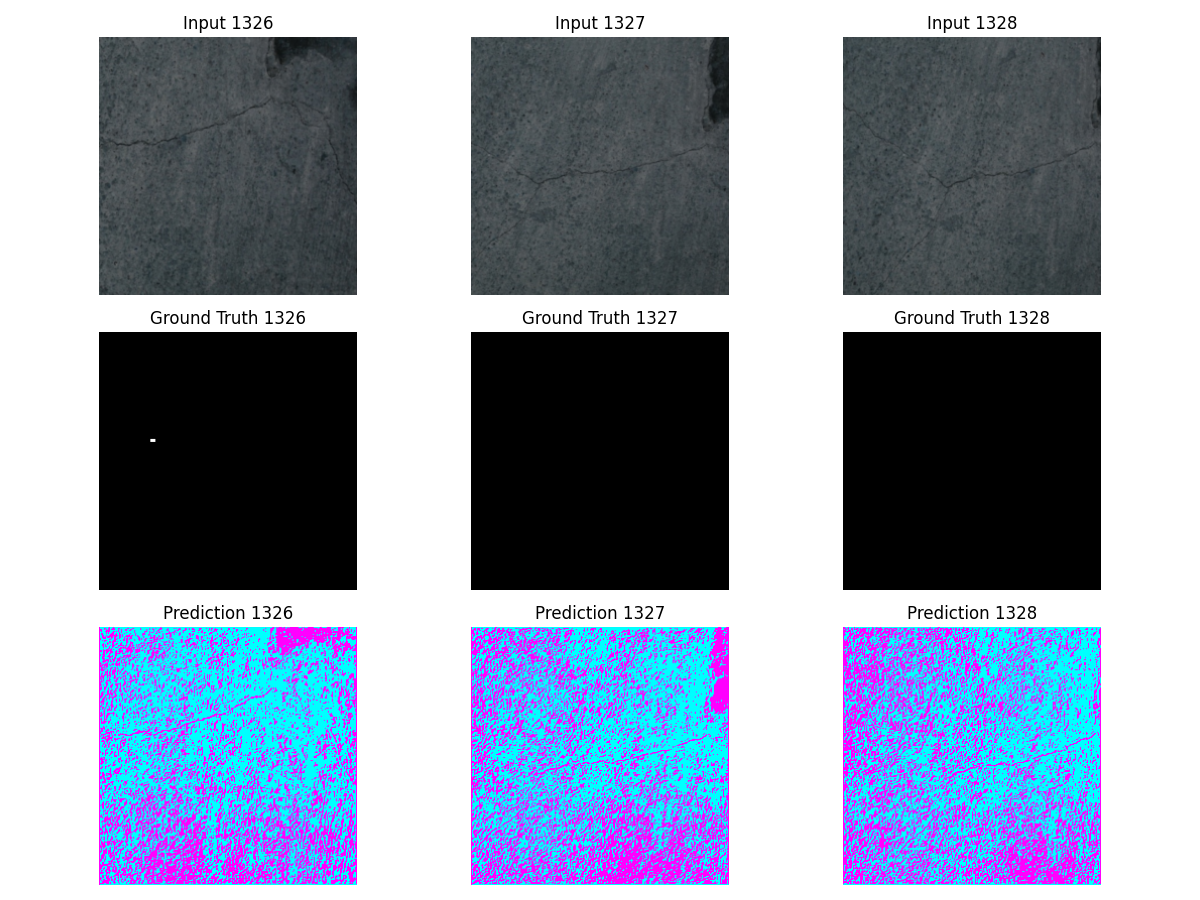 Input 1326
Input 1327
Input 1328
Ground Truth 1326
Ground Truth 1327
Ground Truth 1328
Prediction 1326
Prediction 1327
Prediction 1328